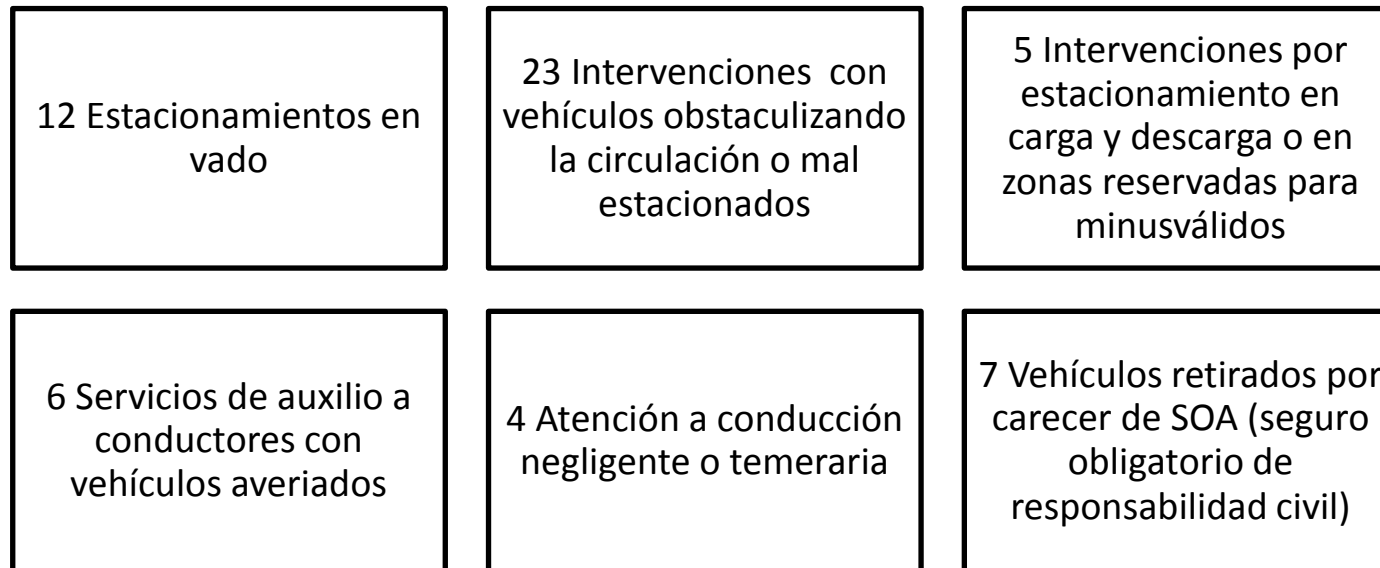 12 Estacionamientos en
vado
23 Intervenciones con
vehículos obstaculizando
la circulación o mal
estacionados
5 Intervenciones por
estacionamiento en
carga y descarga o en
zonas reservadas para
minusválidos
6 Servicios de auxilio a
conductores con
vehículos averiados
4 Atención a conducción
negligente o temeraria
7 Vehículos retirados por
carecer de SOA (seguro
obligatorio de
responsabilidad civil)